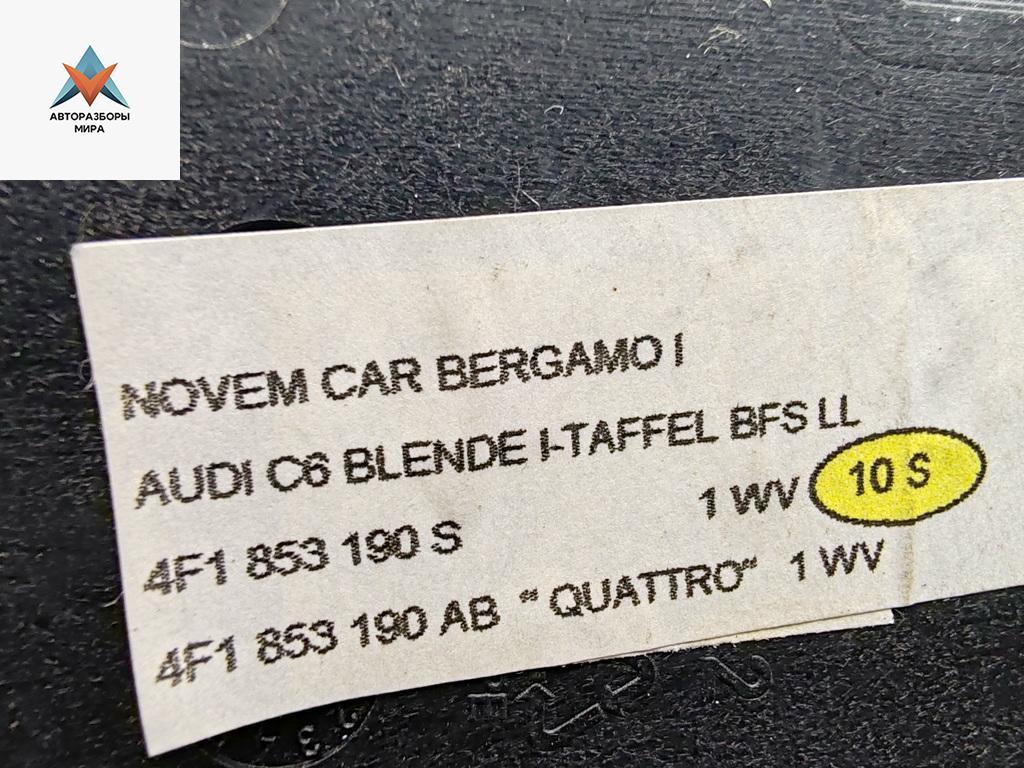 АВТОРАЗБОРЫ
МИРА
NOVEM CAR BERGAMO I
AUDI C6 BLENDE I-TAFFEL BFS LL
4F1 853 190 S 1 WV 10 S
4F1 853 190 AB "QUATTRO" 1 WV